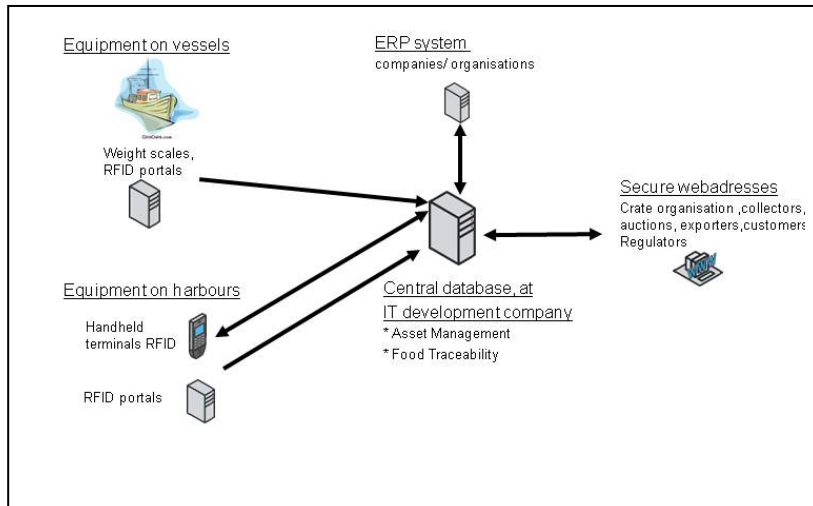 Equipment on vessels
Weight scales,
RFID portals
ERP system
companies/ organisations
Secure webadresses
Crate organisation ,collectors,
auctions, exporters,customers
Regulators
WWW
Equipment on harbours
Handheld
terminals RFID
RFID portals
Central database, at
IT development company
* Asset Management
* Food Traceability